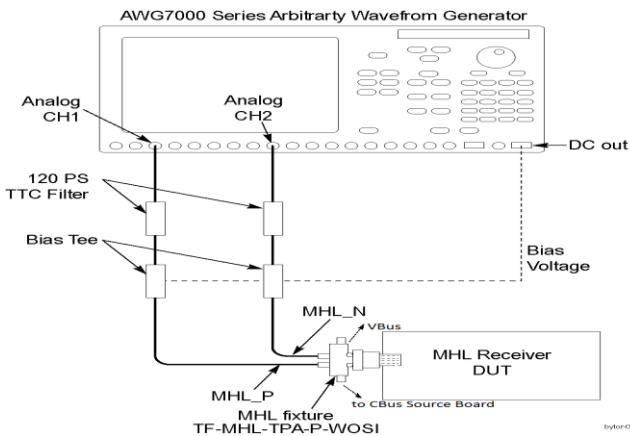 AWG7000 Series Arbitrarty Wavefrom Generator
Analog
CH1
Analog
CH2
DC out
120 PS
TTC Filter
Bias Tee
Bias
Voltage
MHL_N
VBus
MHL Receiver
DUT
MHL_P
to CBus Source Board
MHL fixture
TF-MHL-TPA-P-WOSI